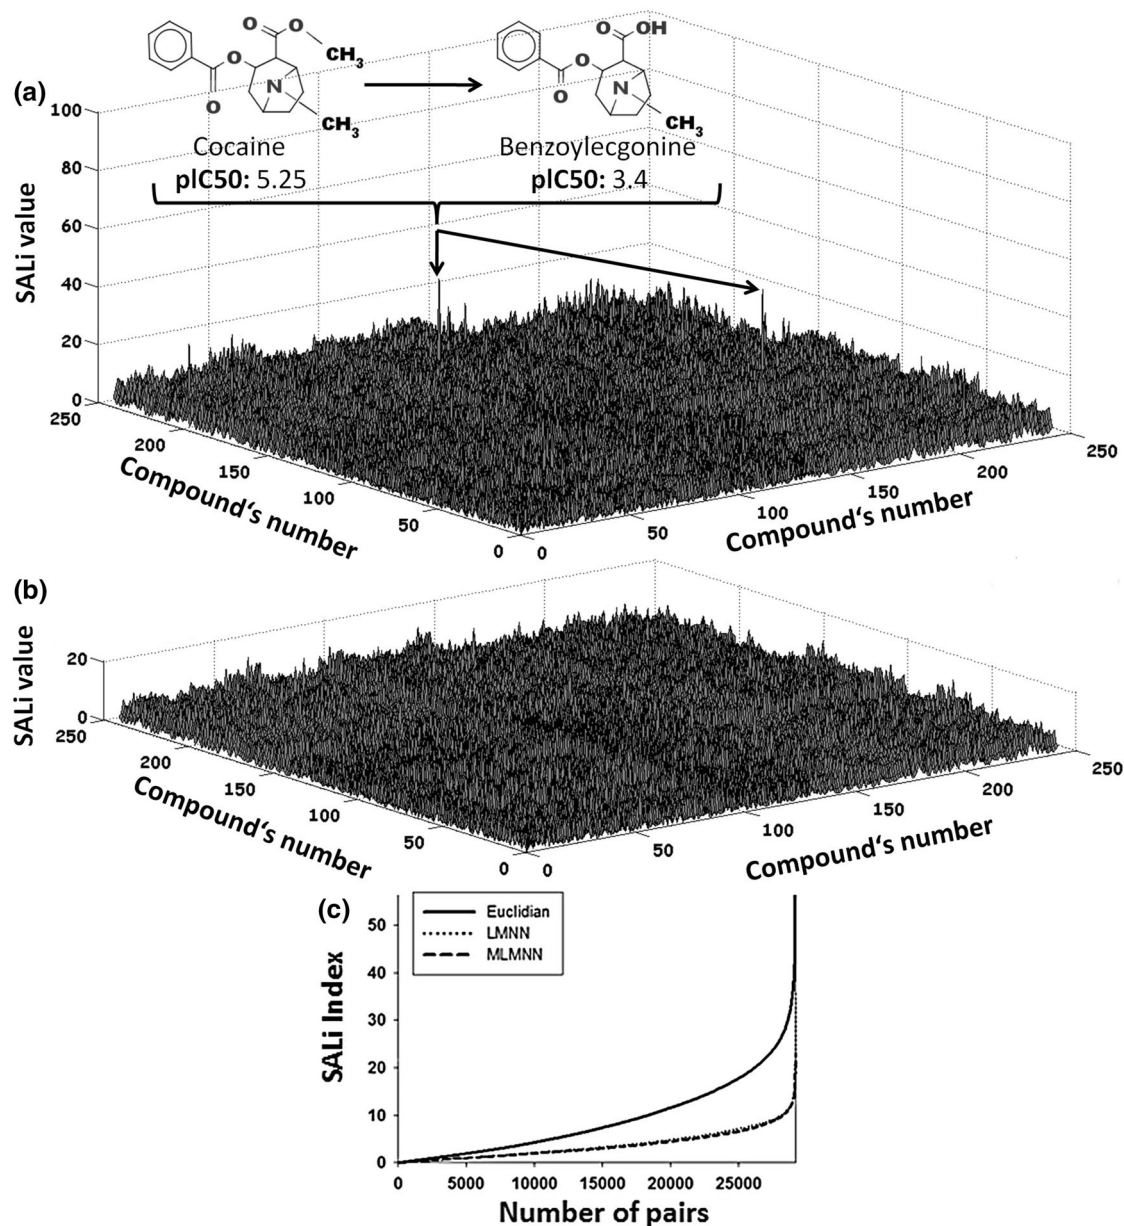 (a)
O
O
CH3
O
O
N
CH3
Cocaine
pIC50: 5.25
O
OH
O
O
N
CH3
Benzoylecgonine
pIC50: 3.4
SALi value
100
80
60
40
20
0
250
200
150
100
50
0
Compound‘s number
0
50
100
150
200
250
Compound‘s number
(b)
SALi value
20
0
250
200
150
100
50
0
Compound‘s number
0
50
100
150
200
250
Compound‘s number
(c)
Euclidian
LMNN
MLMNN
SALi Index
50
40
30
20
10
0
0 5000 10000 15000 20000 25000
Number of pairs